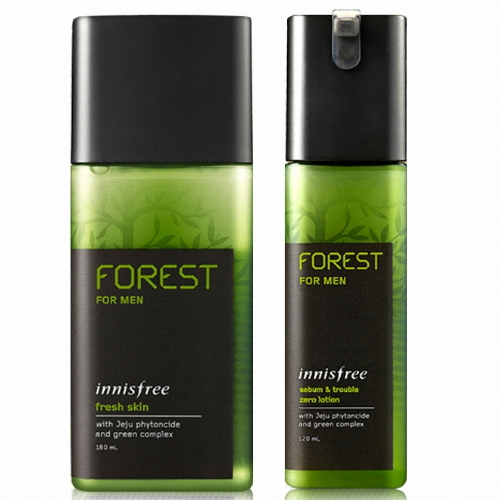 FOREST
FOR MEN
innisfree
fresh skin
with Jeju phytoncide
and green complex
180 mL
FOREST
FOR MEN
innisfree
sebum & trouble
zero lotion
with Jeju phytoncide
and green complex
120 mL